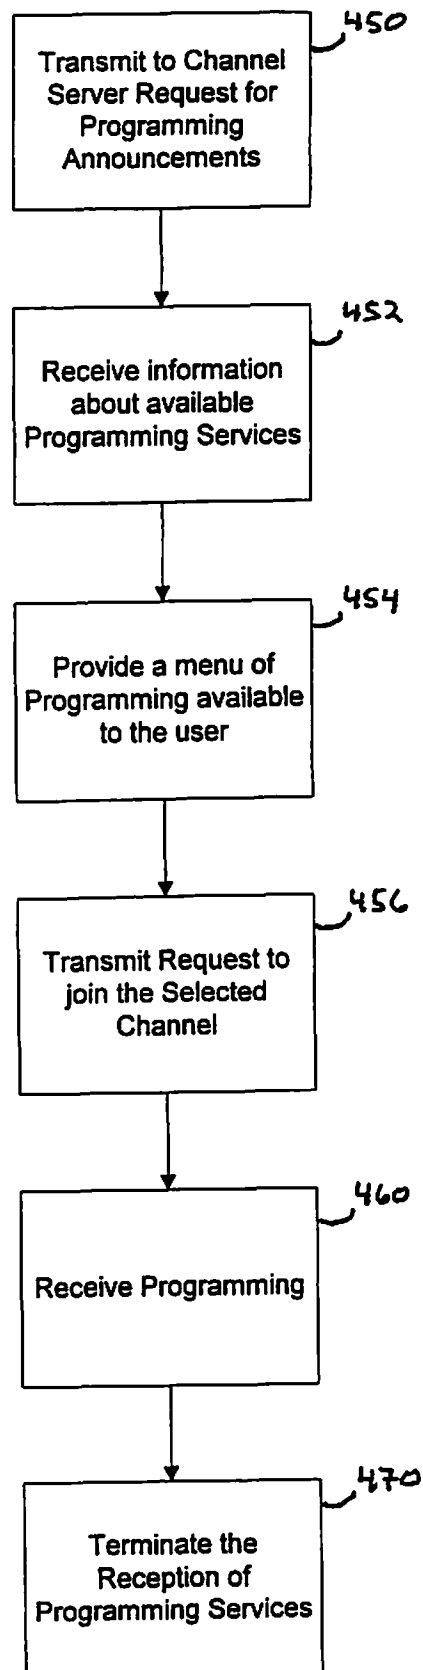 450
Transmit to Channel
Server Request for
Programming
Announcements
452
Receive information
about available
Programming Services
454
Provide a menu of
Programming available
to the user
456
Transmit Request to
join the Selected
Channel
460
Receive Programming
470
Terminate the
Reception of
Programming Services